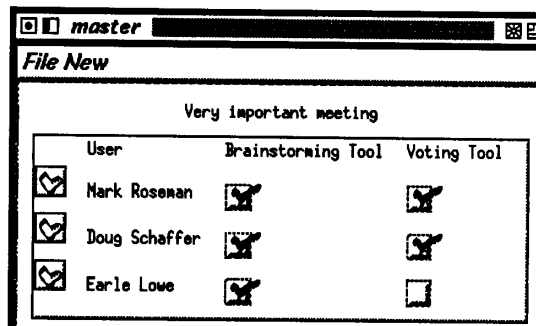 master
File New
Very important meeting
User Brainstorming Tool Voting Tool
Mark Roseman
Doug Schaffer
Earle Lowe